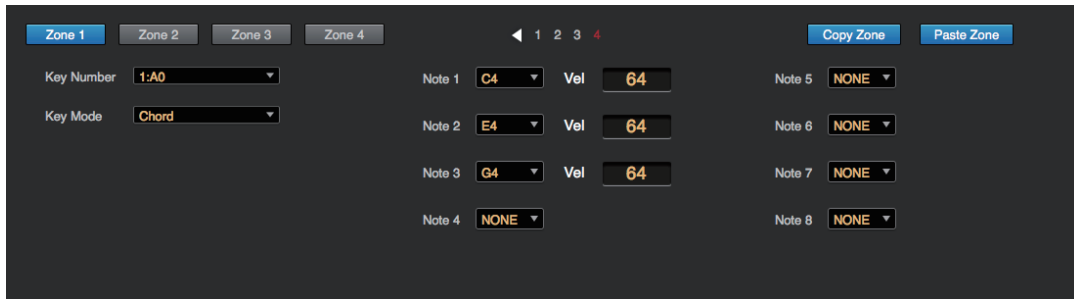 Zone 1 Zone 2 Zone 3 Zone 4 1 2 3 4 Copy Zone Paste Zone
Key Number 1:A0 Note 1 C4 Vel 64 Note 5 NONE
Key Mode Chord Note 2 E4 Vel 64 Note 6 NONE
Note 3 G4 Vel 64 Note 7 NONE
Note 4 NONE Note 8 NONE